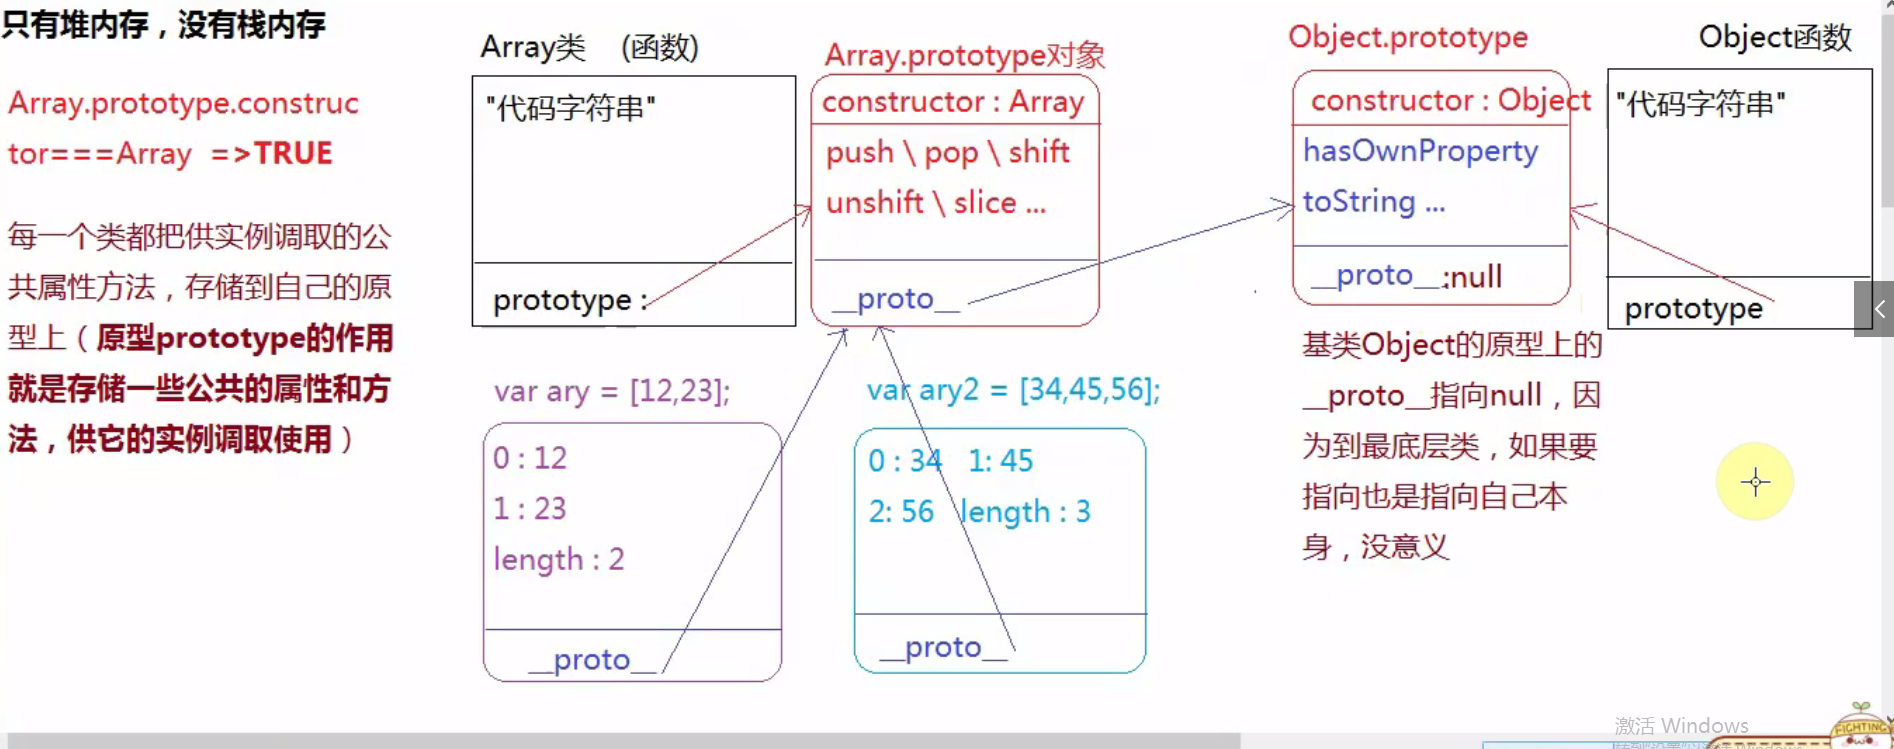 只有堆内存，没有栈内存
Array.prototype.construc
tor===Array =>TRUE
每一个类都把供实例调取的公
共属性方法，存储到自己的原
型上（原型prototype的作用
就是存储一些公共的属性和方
法，供它的实例调取使用）
Array类 (函数)
"代码字符串"
prototype :
Array.prototype对象
constructor : Array
push \ pop \ shift
unshift \ slice ...
__proto__
var ary = [12,23];
0 : 12
1 : 23
length : 2
__proto__
var ary2 = [34,45,56];
0 : 34 1: 45
2: 56 length : 3
__proto__
Object.prototype
constructor : Object
hasOwnProperty
toString ...
__proto__:null
基类Object的原型上的
__proto__指向null，因
为到最底层类，如果要
指向也是指向自己本
身，没意义
Object函数
"代码字符串"
prototype
激活 Windows
FIGHTING